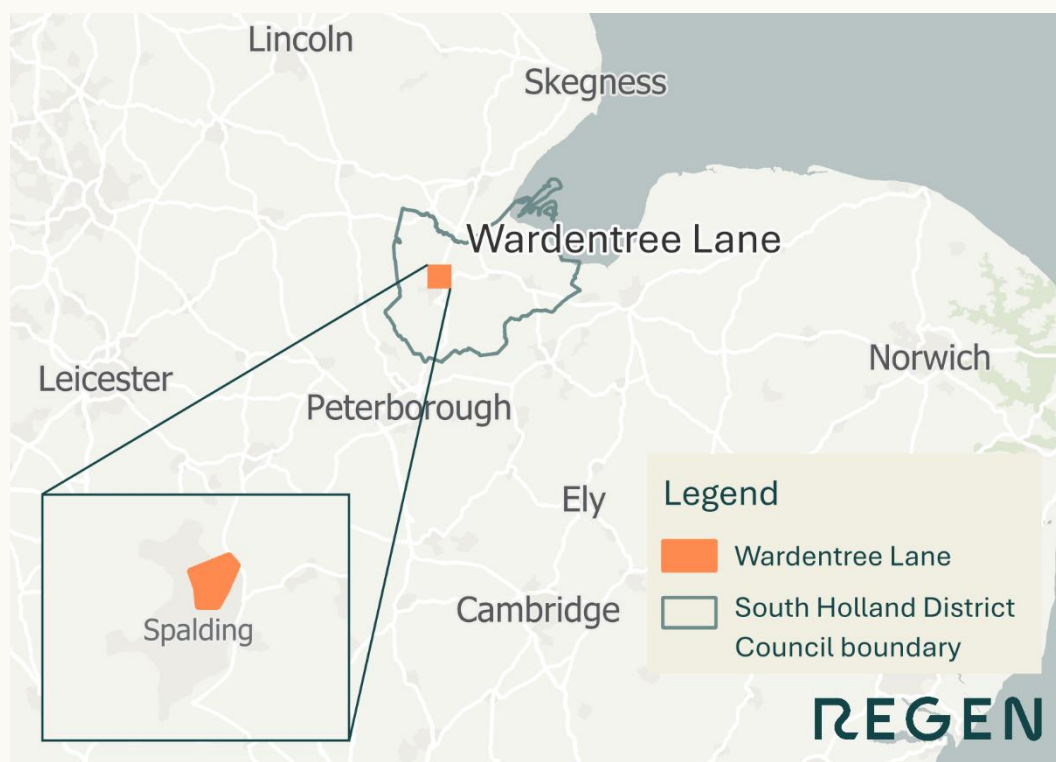 Lincoln
Skegness
Wardentree Lane
Norwich
Leicester
Peterborough
Ely
Legend
Wardentree Lane
Cambridge
South Holland District
Council boundary
Spalding
REGEN